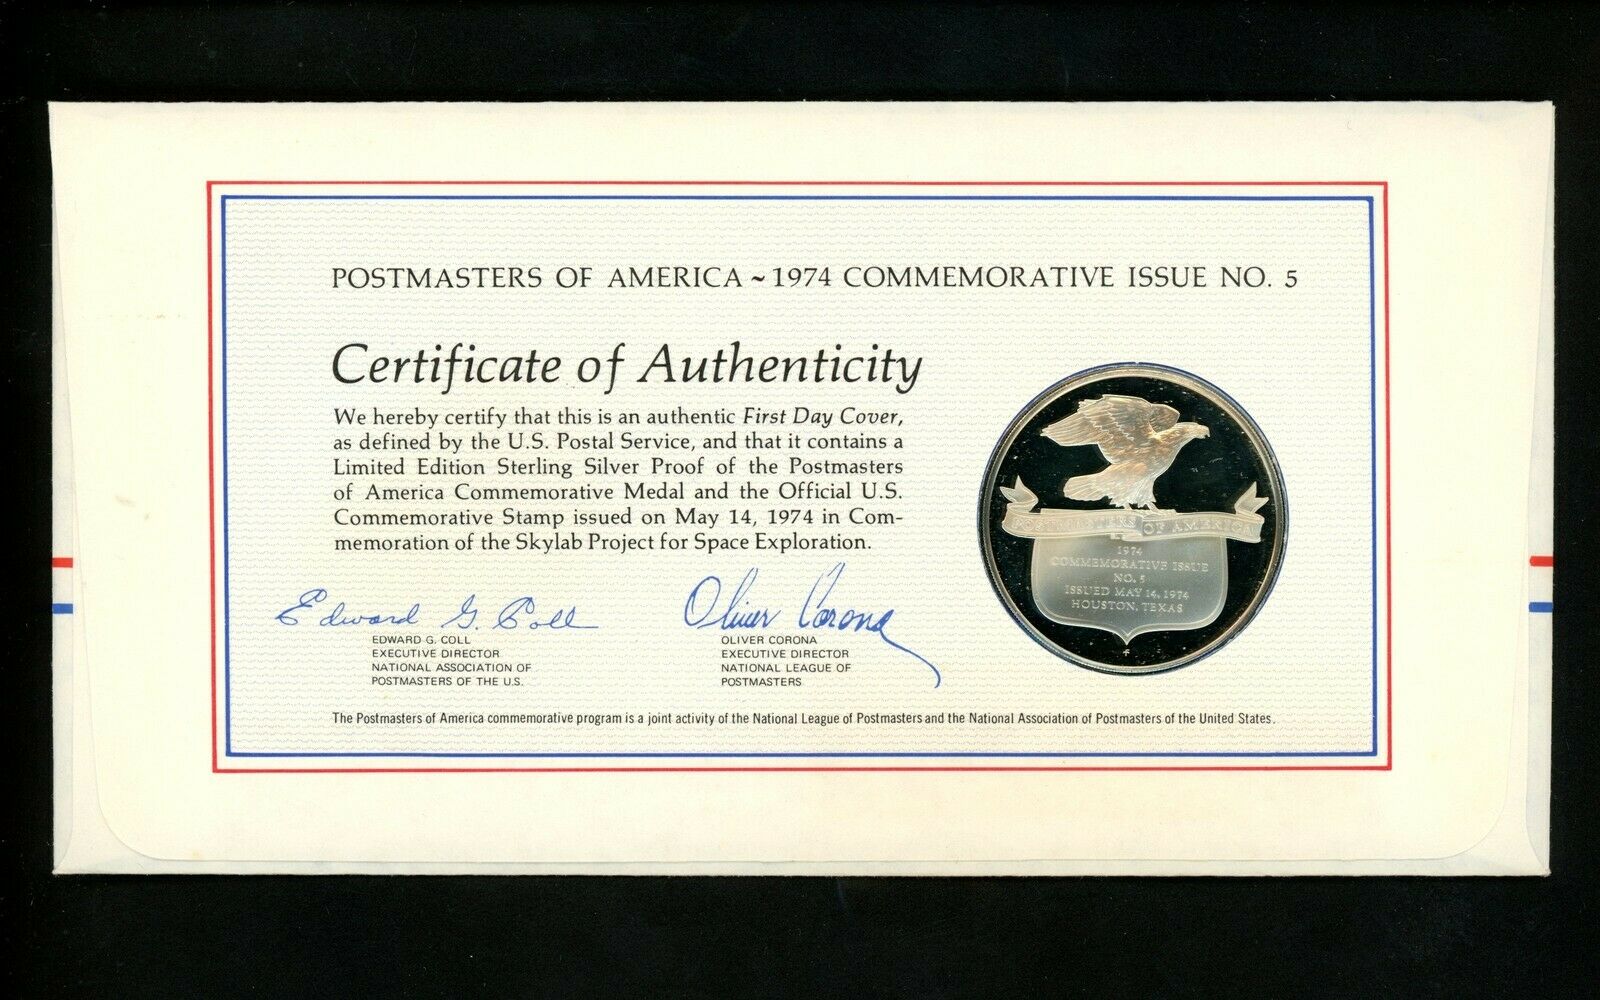 POSTMASTERS OF AMERICA ~ 1974 COMMEMORATIVE ISSUE NO. 5
Certificate of Authenticity
We hereby certify that this is an authentic First Day Cover,
as defined by the U.S. Postal Service, and that it contains a
Limited Edition Sterling Silver Proof of the Postmasters
of America Commemorative Medal and the Official U.S.
Commemorative Stamp issued on May 14, 1974 in Com-
memoration of the Skylab Project for Space Exploration.
Edward G. Coll
EDWARD G. COLL
EXECUTIVE DIRECTOR
NATIONAL ASSOCIATION OF
POSTMASTERS OF THE U.S.
Oliver Corona
OLIVER CORONA
EXECUTIVE DIRECTOR
NATIONAL LEAGUE OF
POSTMASTERS
POSTMASTERS OF AMERICA
1974
COMMEMORATIVE ISSUE
NO. 5
ISSUED MAY 14, 1974
HOUSTON, TEXAS
The Postmasters of America commemorative program is a joint activity of the National League of Postmasters and the National Association of Postmasters of the United States.